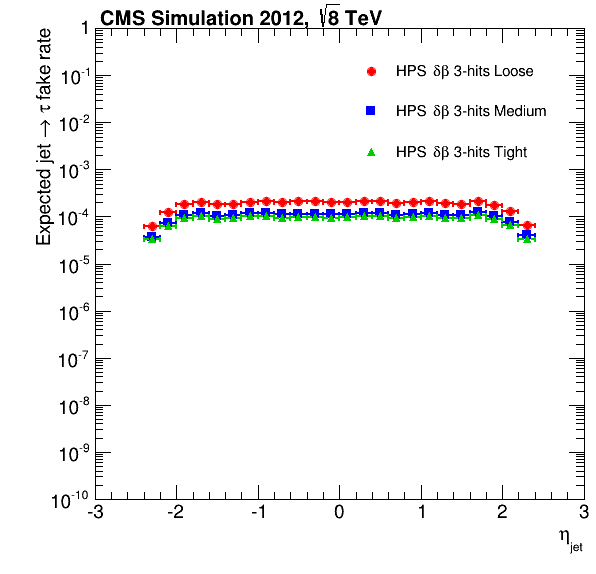 CMS Simulation 2012, √8 TeV
Expected jet → τ fake rate
HPS δβ 3-hits Loose
HPS δβ 3-hits Medium
HPS δβ 3-hits Tight
1
10⁻¹
10⁻²
10⁻³
10⁻⁴
10⁻⁵
10⁻⁶
10⁻⁷
10⁻⁸
10⁻⁹
10⁻¹⁰
-3 -2 -1 0 1 2 3
η_jet